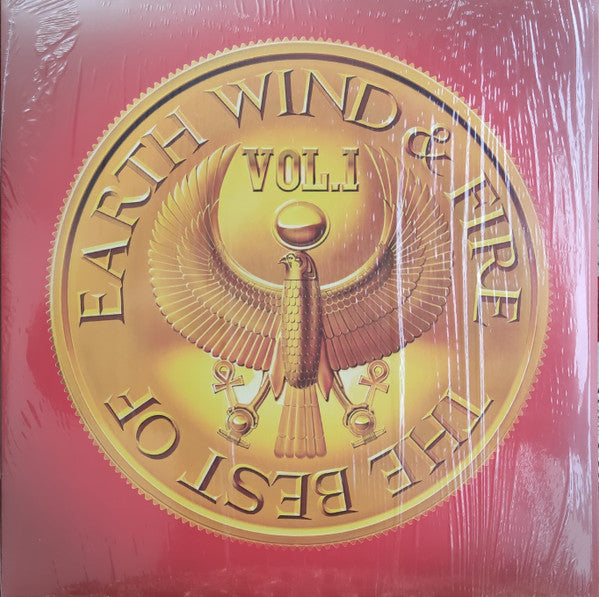 EARTH WIND & FIRE
VOL.I
THE BEST OF